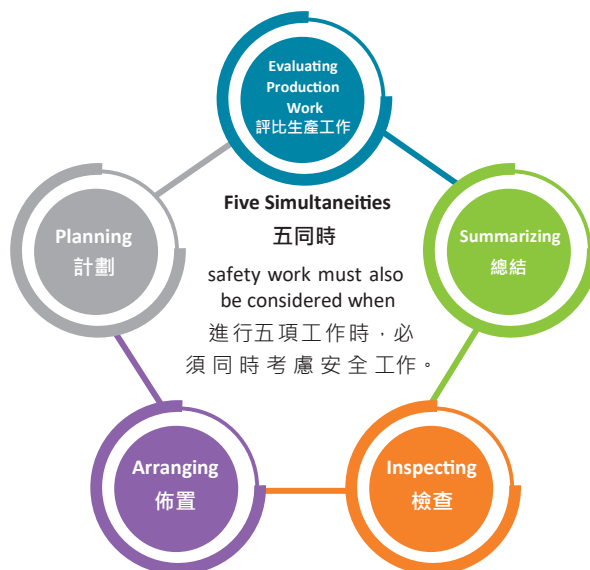 Evaluating
Production
Work
評比生產工作
Five Simultaneities
五同時
safety work must also
be considered when
進行五項工作時，必
須同時考慮安全工作。
Planning
計劃
Summarizing
總結
Arranging
佈置
Inspecting
檢查